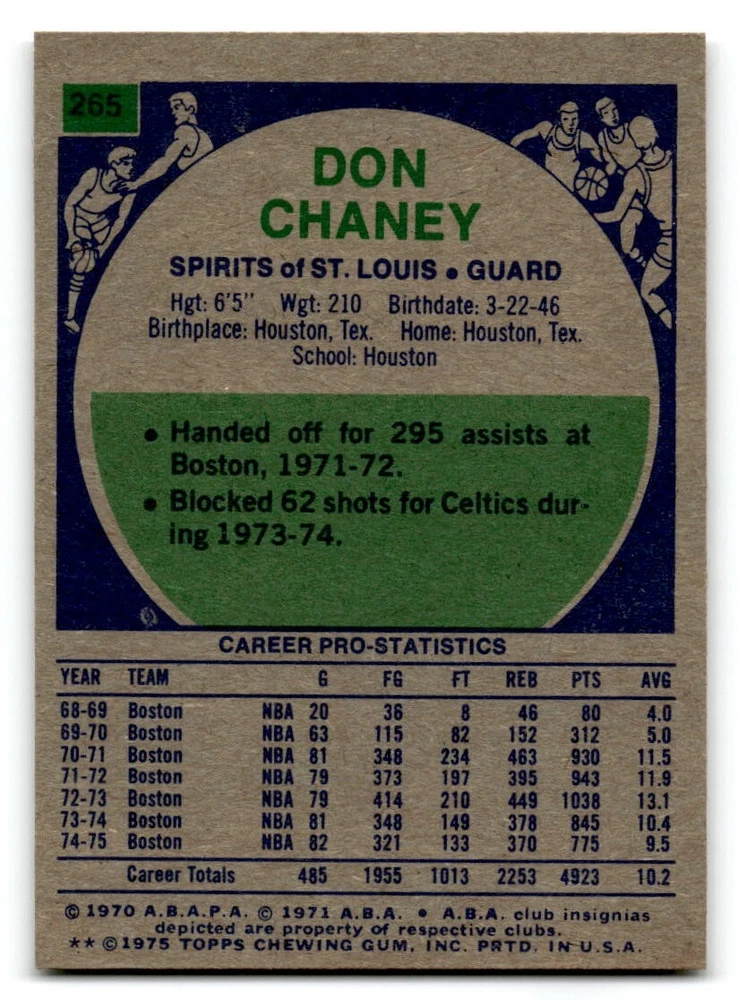 265
DON
CHANEY
SPIRITS of ST. LOUIS • GUARD
Hgt: 6'5" Wgt: 210 Birthdate: 3-22-46
Birthplace: Houston, Tex. Home: Houston, Tex.
School: Houston
• Handed off for 295 assists at
Boston, 1971-72.
• Blocked 62 shots for Celtics dur-
ing 1973-74.
CAREER PRO-STATISTICS
YEAR TEAM G FG FT REB PTS AVG
68-69 Boston NBA 20 36 8 46 80 4.0
69-70 Boston NBA 63 115 82 152 312 5.0
70-71 Boston NBA 81 348 234 463 930 11.5
71-72 Boston NBA 79 373 197 395 943 11.9
72-73 Boston NBA 79 414 210 449 1038 13.1
73-74 Boston NBA 81 348 149 378 845 10.4
74-75 Boston NBA 82 321 133 370 775 9.5
Career Totals 485 1955 1013 2253 4923 10.2
© 1970 A.B.A.P.A. © 1971 A.B.A. • A.B.A. club insignias
depicted are property of respective clubs.
** ©1975 TOPPS CHEWING GUM, INC. PRTD. IN U.S.A.